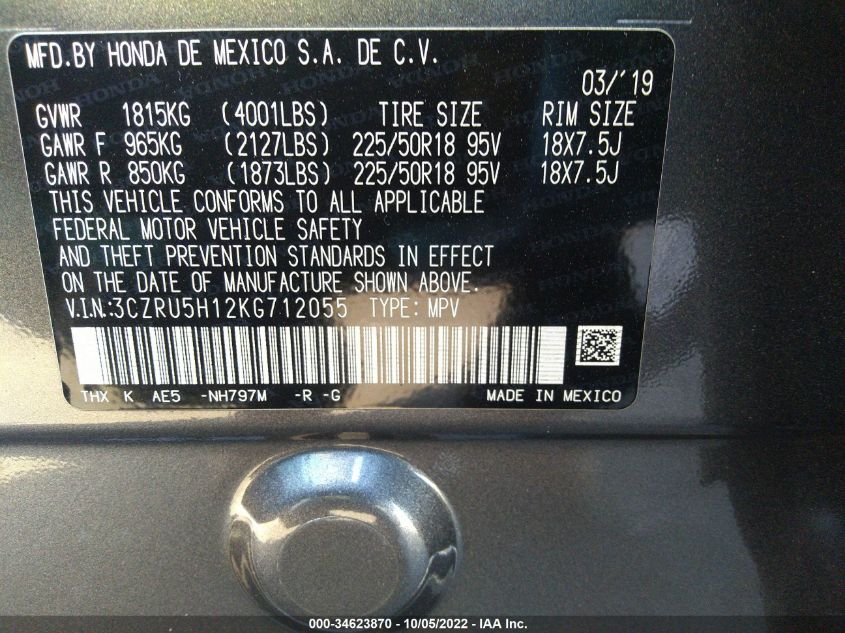 MFD.BY HONDA DE MEXICO S.A. DE C.V.
03/'19
GVWR 1815KG (4001LBS) TIRE SIZE RIM SIZE
GAWR F 965KG (2127LBS) 225/50R18 95V 18X7.5J
GAWR R 850KG (1873LBS) 225/50R18 95V 18X7.5J
THIS VEHICLE CONFORMS TO ALL APPLICABLE
FEDERAL MOTOR VEHICLE SAFETY
AND THEFT PREVENTION STANDARDS IN EFFECT
ON THE DATE OF MANUFACTURE SHOWN ABOVE.
V.I.N:3CZRU5H12KG712055 TYPE: MPV
THX K AE5 -NH797M -R -G MADE IN MEXICO
000-34623870 - 10/05/2022 - IAA Inc.